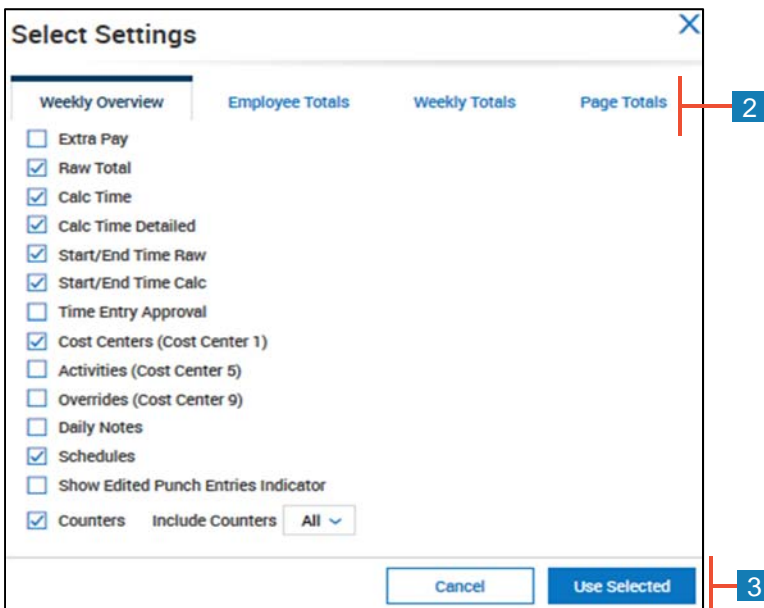 Select Settings
Weekly Overview Employee Totals Weekly Totals Page Totals
2
Extra Pay
Raw Total
Calc Time
Calc Time Detailed
Start/End Time Raw
Start/End Time Calc
Time Entry Approval
Cost Centers (Cost Center 1)
Activities (Cost Center 5)
Overrides (Cost Center 9)
Daily Notes
Schedules
Show Edited Punch Entries Indicator
Counters Include Counters All
Cancel Use Selected
3